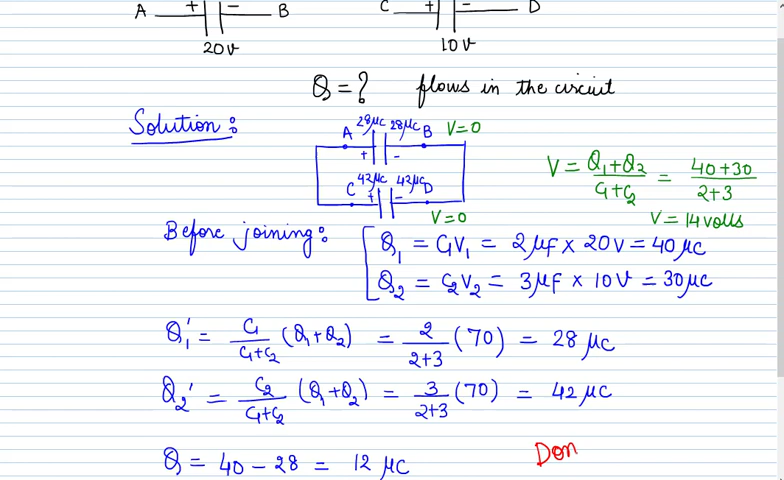 A + - B C + - D
20V 10V
Q = ? flows in the circuit
Solution:
A 28μC 28μC B V=0
+ -
C 42μC 42μC D
+ -
V=0
V = Q₁+Q₂/C₁+C₂ = 40+30/2+3
V = 14 volls
Before joining: Q₁ = C₁V₁ = 2μF × 20V = 40μC
Q₂ = C₂V₂ = 3μF × 10V = 30μC
Q₁' = C₁/C₁+C₂ (Q₁+Q₂) = 2/2+3 (70) = 28 μC
Q₂' = C₂/C₁+C₂ (Q₁+Q₂) = 3/2+3 (70) = 42 μC
Q = 40 - 28 = 12 μC
Don